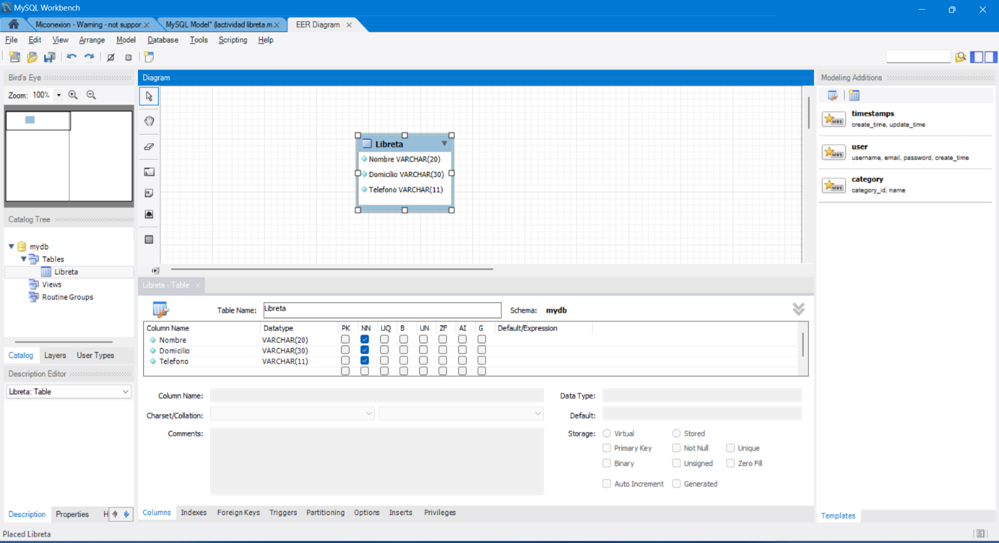 MySQL Workbench
Miconexion - Warning - not suppor. MySQL Model* (lactividad libreta.m. EER Diagram
File Edit View Arrange Model Database Tools Scripting Help
Bird's Eye
Zoom: 100%
Diagram
Modeling Additions
timestamps
create_time, update_time
user
username, email, password, create_time
category
category_id, name
Libreta
Nombre VARCHAR(20)
Domicilio VARCHAR(30)
Telefono VARCHAR(11)
Catalog Tree
mydb
Tables
Libreta
Views
Routine Groups
Catalog Layers User Types
Description Editor
Libreta: Table
Libreta - Table
Table Name: Libreta Schema: mydb
Column Name Datatype PK NN UQ B UN ZF AI G Default/Expression
Nombre VARCHAR(20)
Domicilio VARCHAR(30)
Telefono VARCHAR(11)
Column Name: Data Type:
Charset/Collation: Default:
Comments: Storage: Virtual Stored
Primary Key Not Null Unique
Binary Unsigned Zero Fill
Auto Increment Generated
Description Properties H
Columns Indexes Foreign Keys Triggers Partitioning Options Inserts Privileges
Templates
Placed Libreta